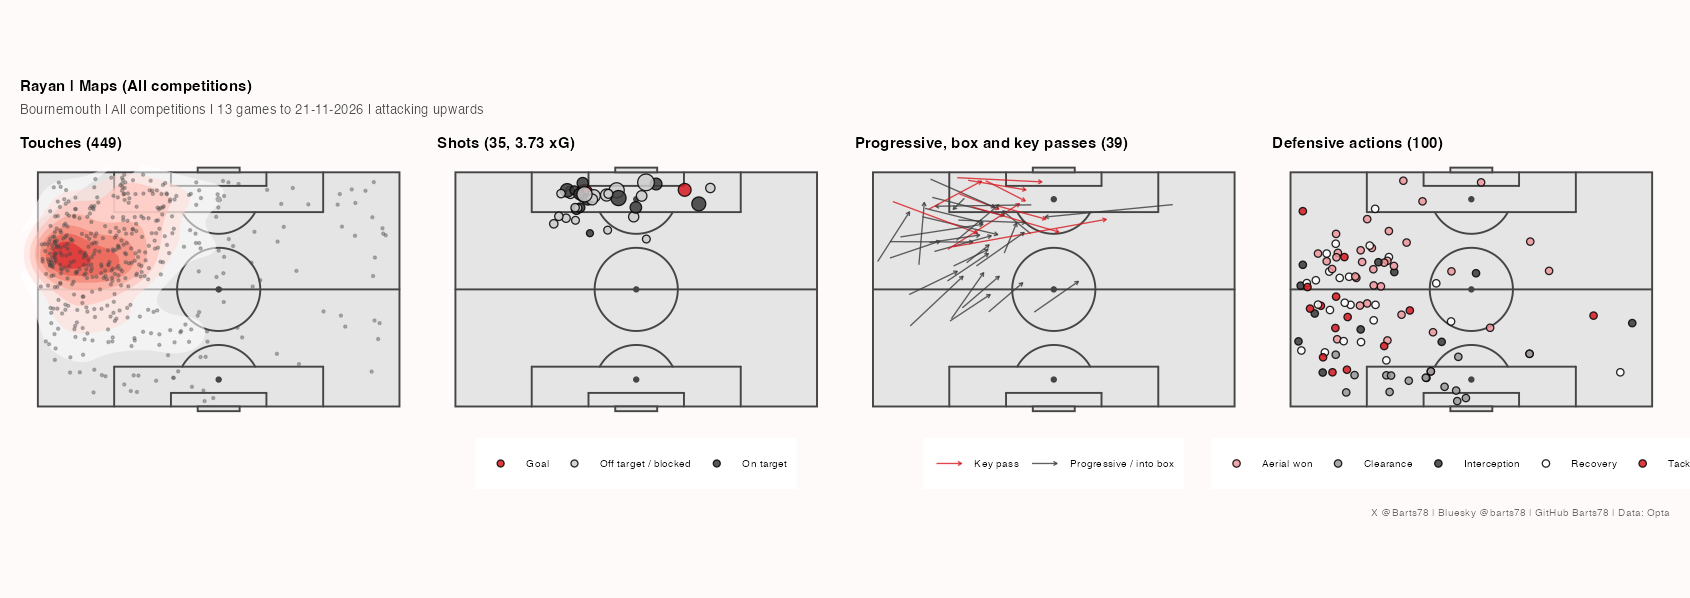 Rayan | Maps (All competitions)
Bournemouth | All competitions | 13 games to 21-11-2026 | attacking upwards
Touches (449)
Shots (35, 3.73 xG)
Progressive, box and key passes (39)
Defensive actions (100)
Goal
Off target / blocked
On target
Key pass
Progressive / into box
Aerial won
Clearance
Interception
Recovery
Tack
X @Barts78 | Bluesky @barts78 | GitHub Barts78 | Data: Opta